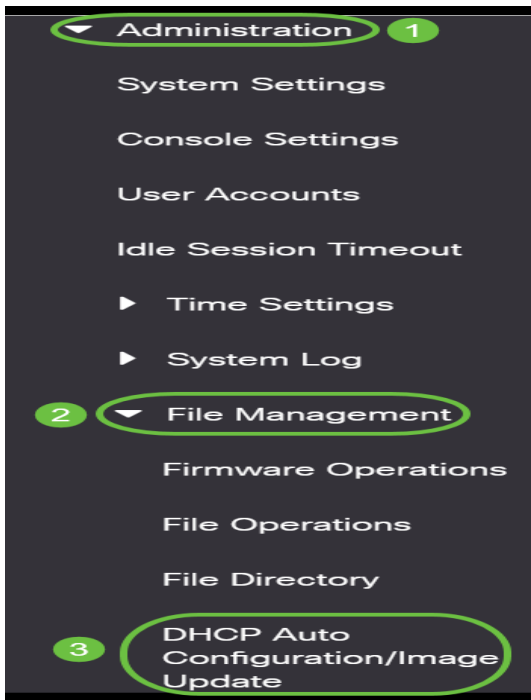 Administration 1
System Settings
Console Settings
User Accounts
Idle Session Timeout
Time Settings
System Log
2 File Management
Firmware Operations
File Operations
File Directory
DHCP Auto
3 Configuration/Image
Update